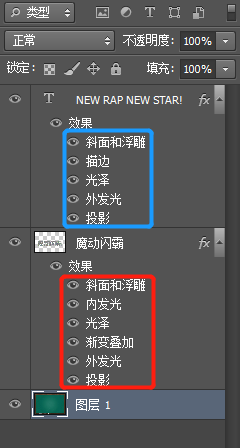 类型
正常 不透明度: 100%
锁定: 填充: 100%
T NEW RAP NEW STAR! fx
效果
斜面和浮雕
描边
光泽
外发光
投影
魔动闪霸 fx
效果
斜面和浮雕
内发光
光泽
渐变叠加
外发光
投影
图层 1